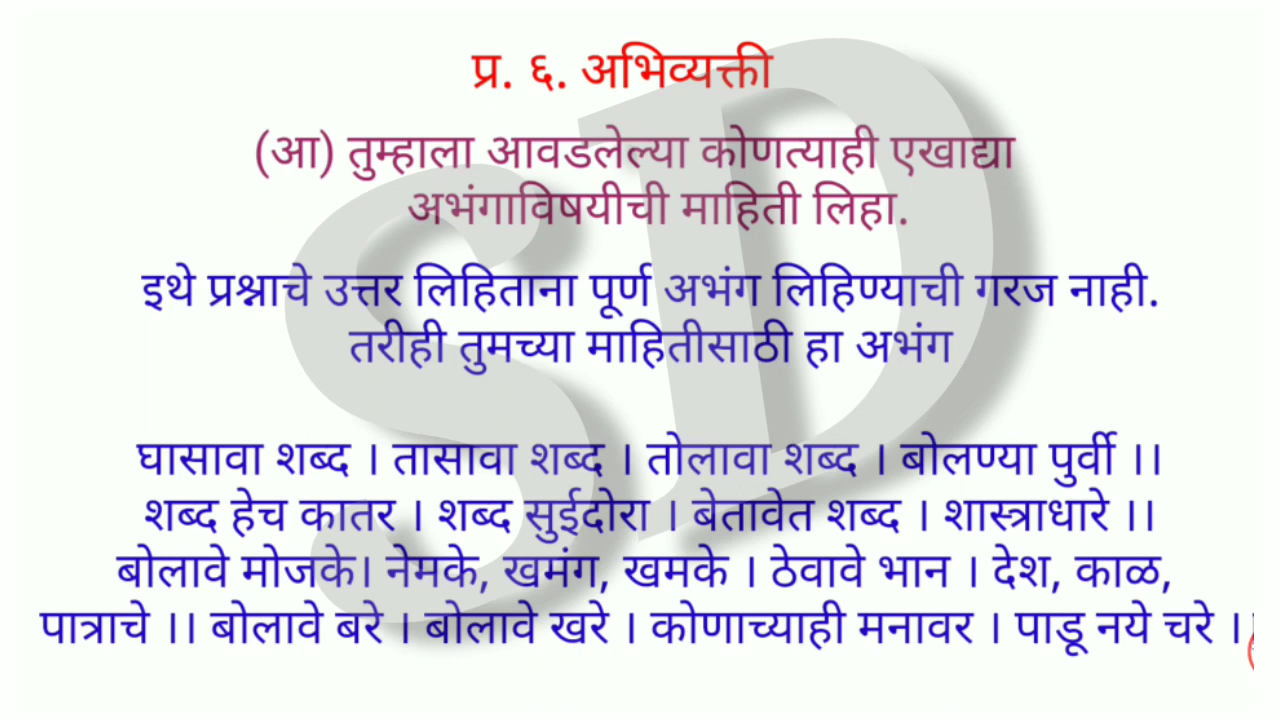 प्र. ६. अभिव्यक्ती
(आ) तुम्हाला आवडलेल्या कोणत्याही एखाद्या
अभंगाविषयीची माहिती लिहा.
इथे प्रश्नाचे उत्तर लिहिताना पूर्ण अभंग लिहिण्याची गरज नाही.
तरीही तुमच्या माहितीसाठी हा अभंग
घासावा शब्द । तासावा शब्द । तोलावा शब्द । बोलण्या पुर्वी ।।
शब्द हेच कातर । शब्द सुईदोरा । बेतावेत शब्द । शास्त्राधारे ।।
बोलावे मोजके। नेमके, खमंग, खमके । ठेवावे भान । देश, काळ,
पात्राचे ।। बोलावे बरे । बोलावे खरे । कोणाच्याही मनावर । पाडू नये चरे ।
SD